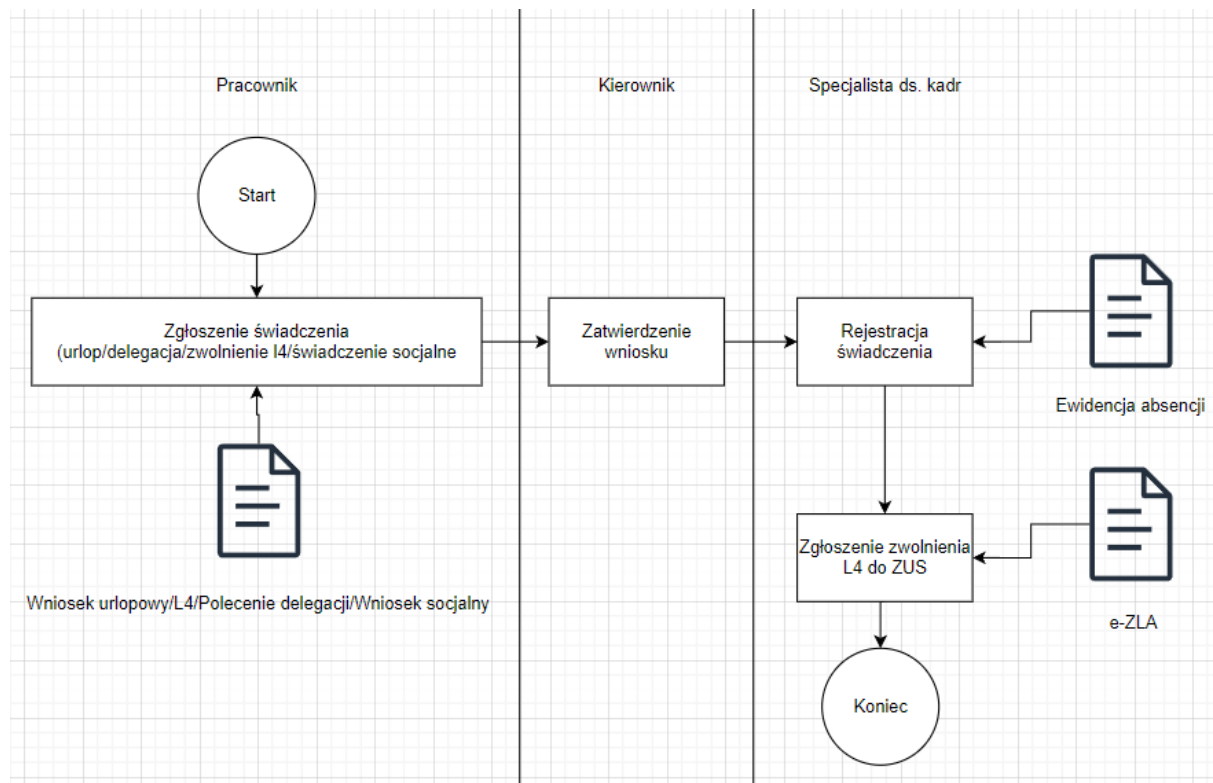 Pracownik
Kierownik
Specjalista ds. kadr
Start
Zgłoszenie świadczenia
(urlop/delegacja/zwolnienie l4/świadczenie socjalne
Zatwierdzenie
wniosku
Rejestracja
świadczenia
Ewidencja absencji
Wniosek urlopowy/L4/Polecenie delegacji/Wniosek socjalny
Zgłoszenie zwolnienia
L4 do ZUS
e-ZLA
Koniec